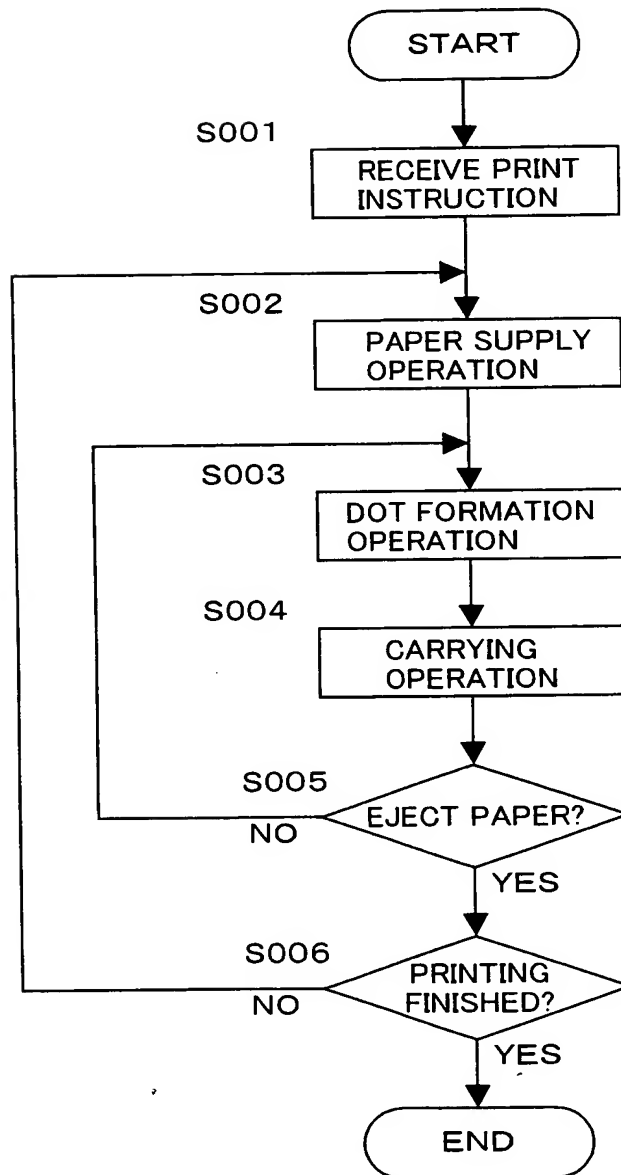 START
S001
RECEIVE PRINT
INSTRUCTION
S002
PAPER SUPPLY
OPERATION
S003
DOT FORMATION
OPERATION
S004
CARRYING
OPERATION
S005
EJECT PAPER?
NO
YES
S006
PRINTING
FINISHED?
NO
YES
END